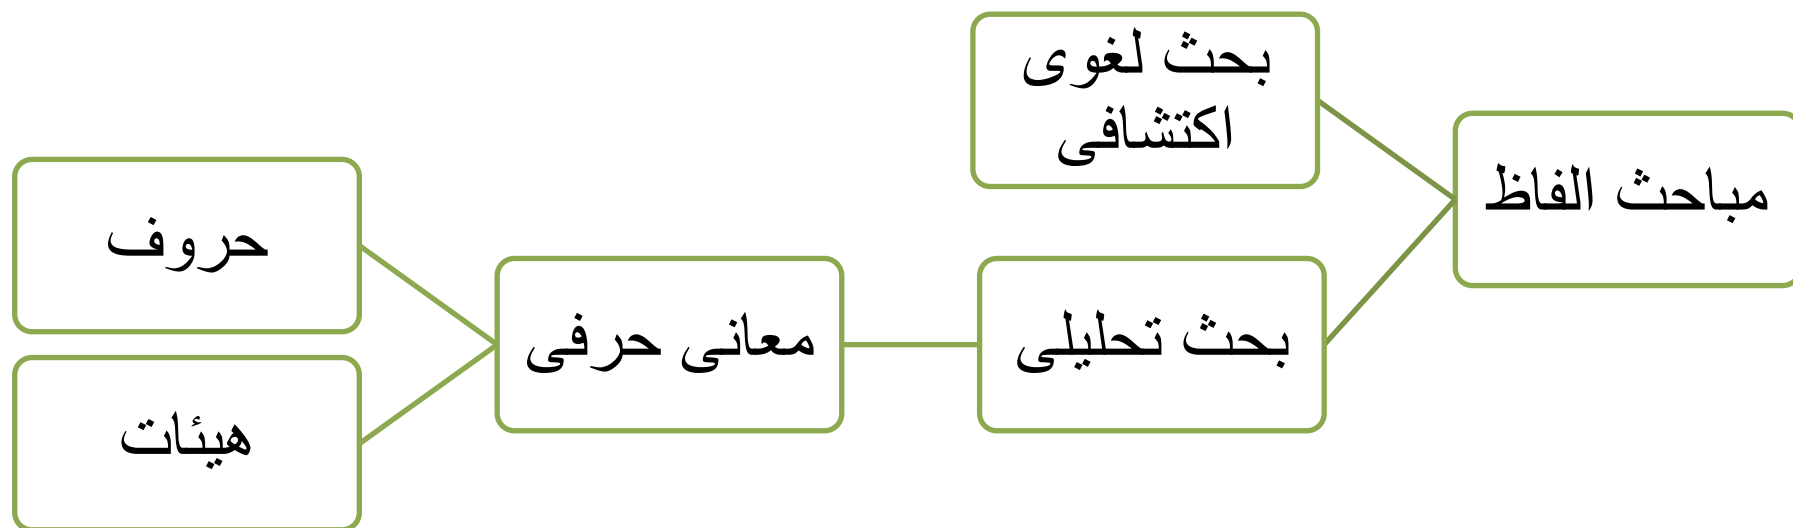 مباحث الفاظ
بحث لغوی
اکتشافی
بحث تحلیلی
معانی حرفی
حروف
هیئات